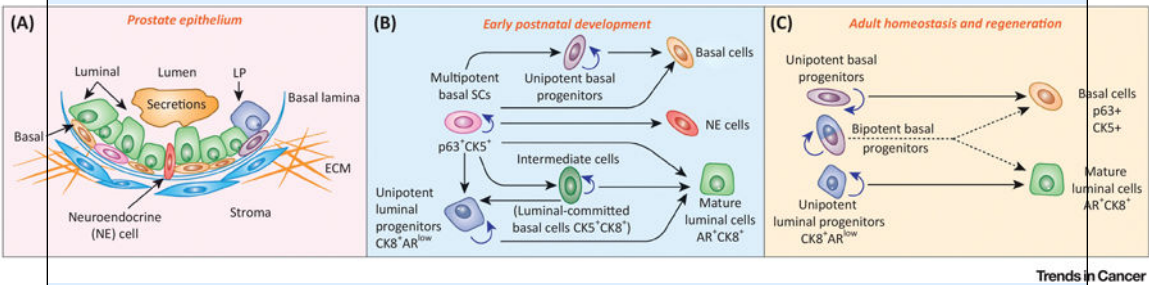 (A)
Prostate epithelium
Luminal
Lumen
LP
Secretions
Basal lamina
Basal
ECM
Neuroendocrine
(NE) cell
Stroma
(B)
Early postnatal development
Multipotent
basal SCs
Unipotent basal
progenitors
Basal cells
p63⁺CK5⁺
NE cells
Intermediate cells
Unipotent
luminal
progenitors
CK8⁺ARˡᵒʷ
(Luminal-committed
basal cells CK5⁺CK8⁺)
Mature
luminal cells
AR⁺CK8⁺
(C)
Adult homeostasis and regeneration
Unipotent basal
progenitors
Basal cells
p63+
CK5+
Bipotent basal
progenitors
Unipotent
luminal progenitors
CK8⁺ARˡᵒʷ
Mature
luminal cells
AR⁺CK8⁺
Trends in Cancer